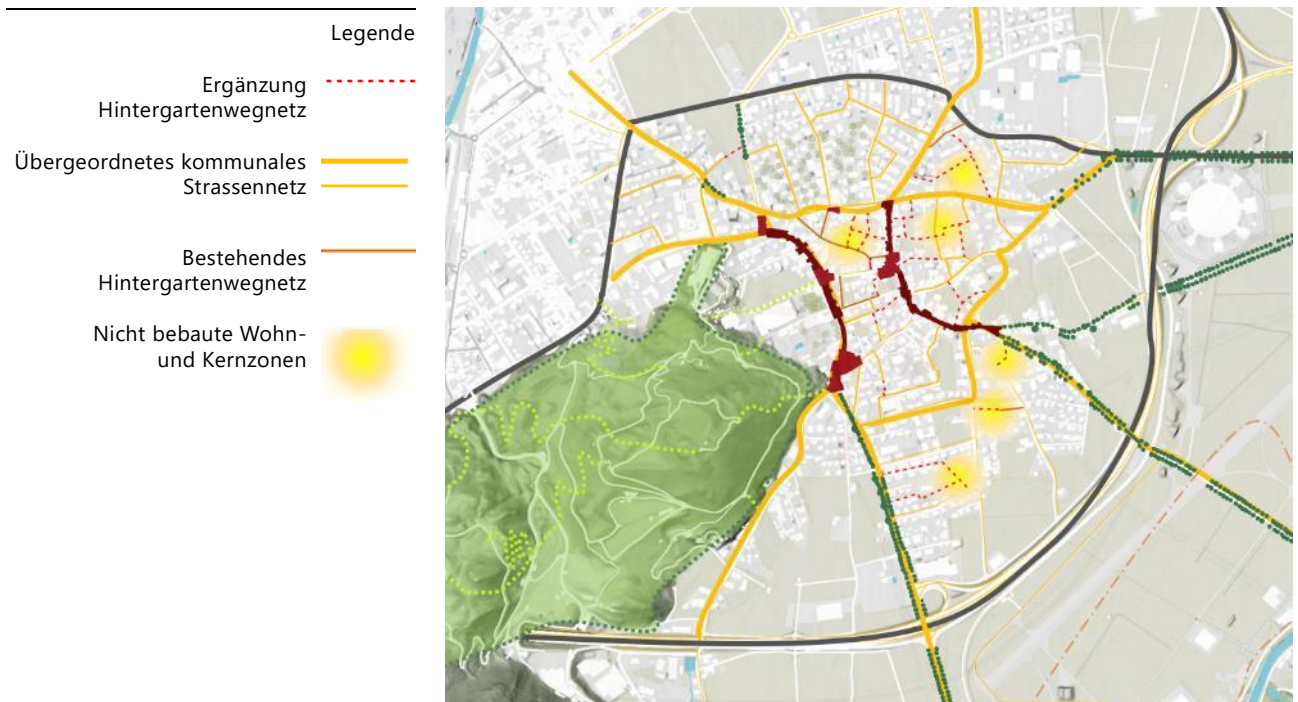 Legende
Ergänzung
Hintergartenwegnetz
Übergeordnetes kommunales
Strassennetz
Bestehendes
Hintergartenwegnetz
Nicht bebaute Wohn-
und Kernzonen